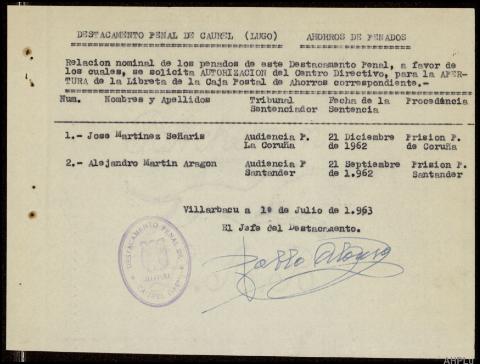 DESTACAMENTO PENAL DE CAUREL (LUGO) AHORROS DE PENADOS
Relacion nominal de los penados de este Destacamento Penal, a favor de
los cuales, se solicita AUTORIZACION del Centro Directivo, para la APER-
TURA de la Libreta de la Caja Postal de Ahorros correspondiente.-
Num. Nombres y Apellidos Tribunal Sentenciador Fecha de la Sentencia Procedencia
1.- Jose Martinez Señaris Audiencia P. La Coruña 21 Diciembre de 1962 Prision P. de Coruña
2.- Alejandro Martin Aragon Audiencia P Santander 21 Septiembre de 1.962 Prision P. Santander
Villarbacu a 1º de Julio de 1.963
El Jefe del Destacamento.
DESTACAMENTO PENAL DE